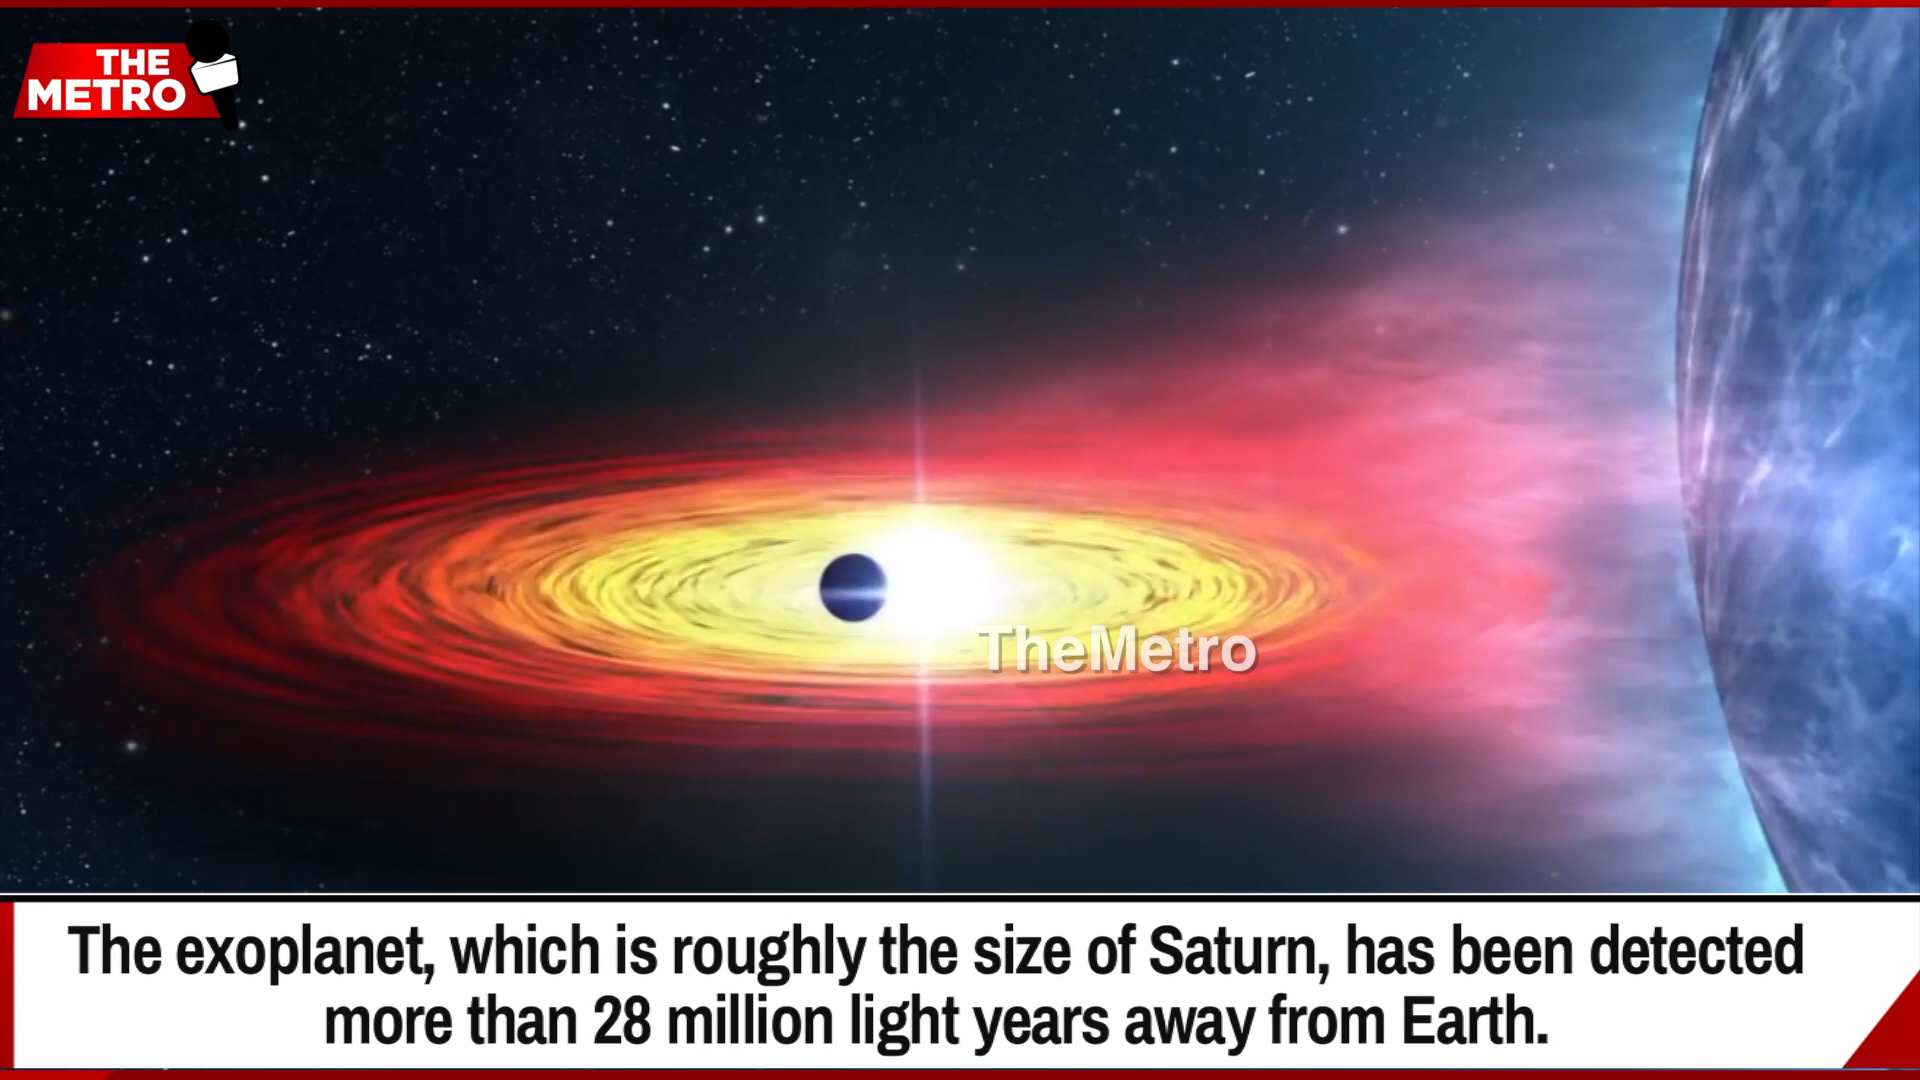 THE
METRO
TheMetro
The exoplanet, which is roughly the size of Saturn, has been detected
more than 28 million light years away from Earth.